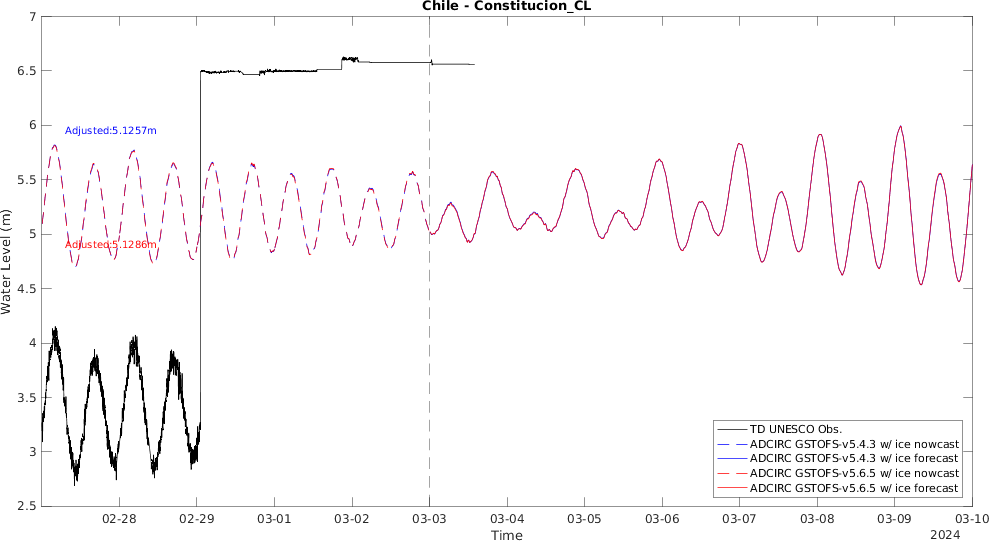 Chile - Constitucion_CL
7
6.5
6
5.5
5
4.5
4
3.5
3
2.5
Water Level (m)
Adjusted:5.1257m
Adjusted:5.1286m
TD UNESCO Obs.
ADCIRC GSTOFS-v5.4.3 w/ ice nowcast
ADCIRC GSTOFS-v5.4.3 w/ ice forecast
ADCIRC GSTOFS-v5.6.5 w/ ice nowcast
ADCIRC GSTOFS-v5.6.5 w/ ice forecast
02-28 02-29 03-01 03-02 03-03 03-04 03-05 03-06 03-07 03-08 03-09 03-10
Time
2024